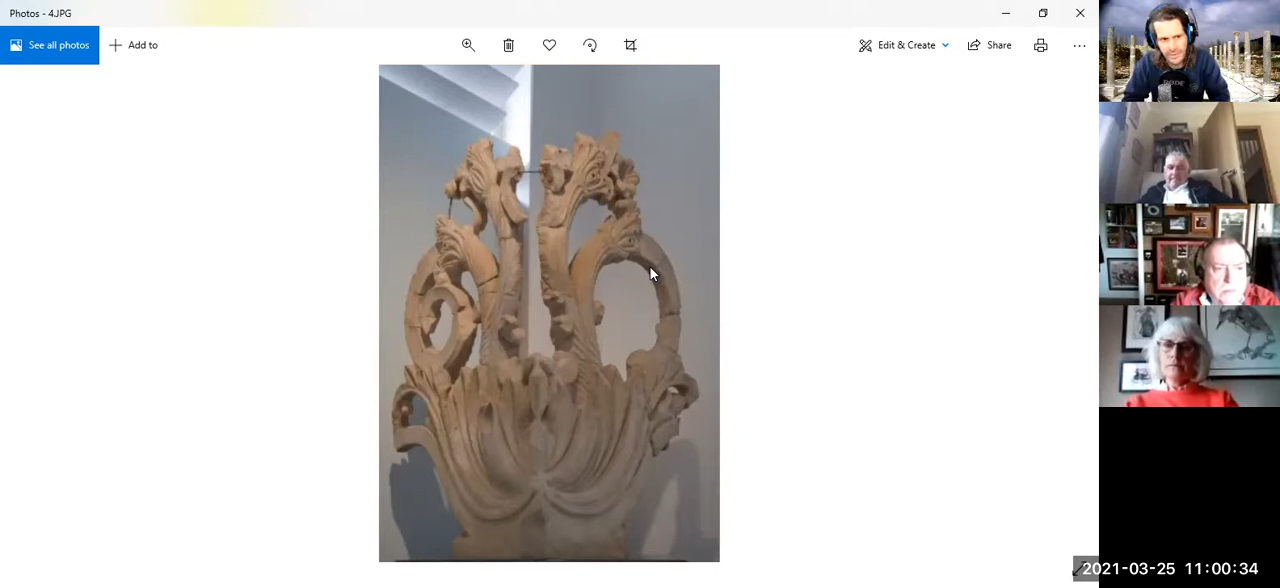 Photos - 4.JPG
See all photos
Add to
Edit & Create
Share
2021-03-25 11:00:34